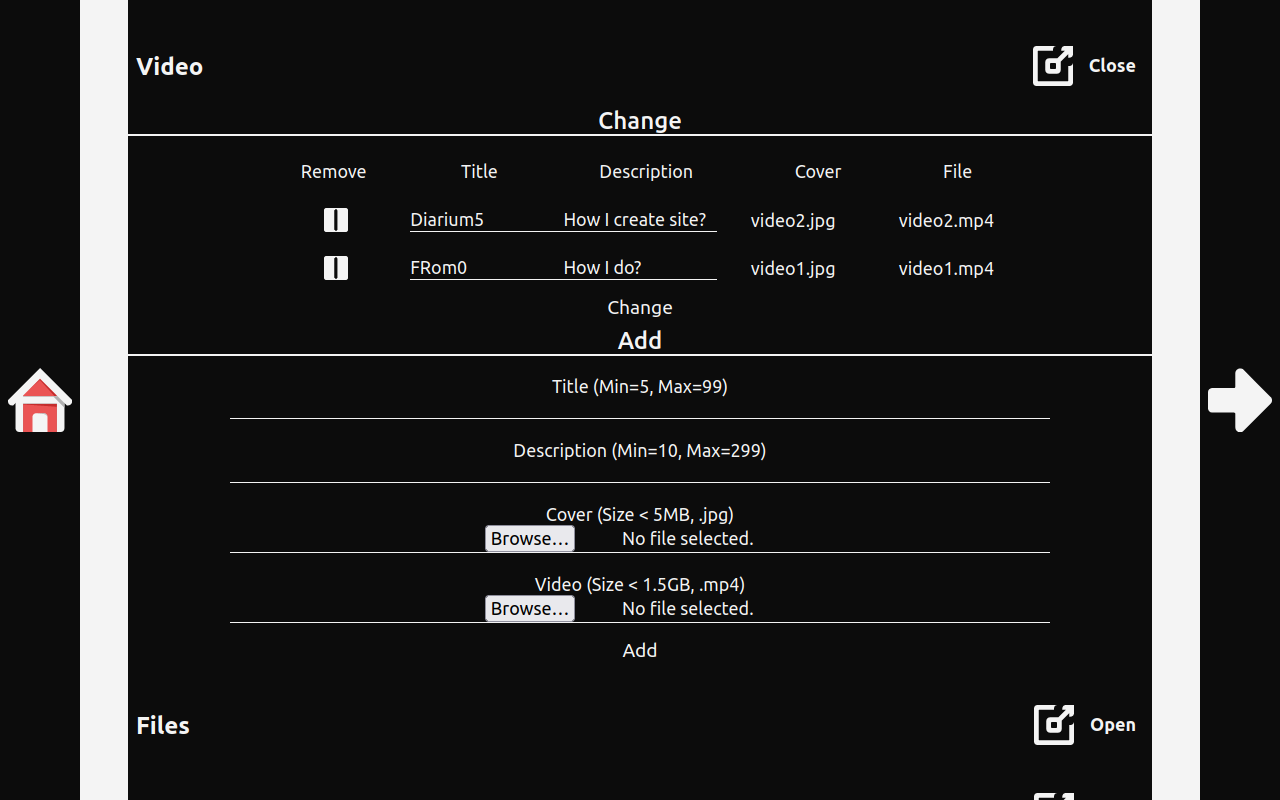 Video Close
Change
Remove Title Description Cover File
Diarium5 How I create site? video2.jpg video2.mp4
FRom0 How I do? video1.jpg video1.mp4
Change
Add
Title (Min=5, Max=99)
Description (Min=10, Max=299)
Cover (Size < 5MB, .jpg)
Browse... No file selected.
Video (Size < 1.5GB, .mp4)
Browse... No file selected.
Add
Files Open